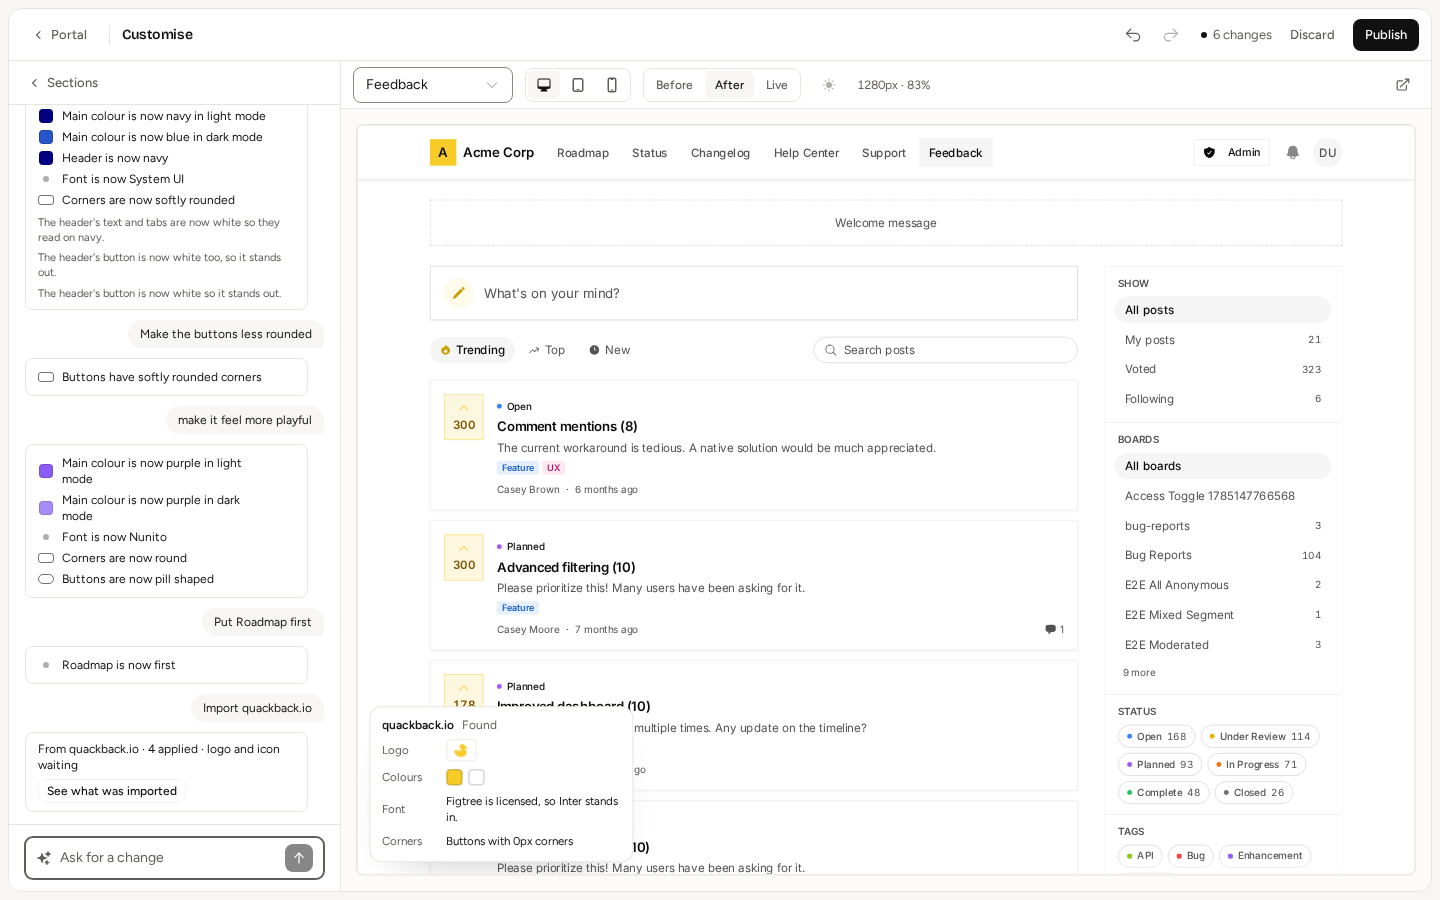 Portal
Customise
6 changes
Discard
Publish
Sections
Main colour is now navy in light mode
Main colour is now blue in dark mode
Header is now navy
Font is now System UI
Corners are now softly rounded
The header's text and tabs are now white so they
read on navy.
The header's button is now white too, so it stands
out.
The header's button is now white so it stands out.
Make the buttons less rounded
Buttons have softly rounded corners
make it feel more playful
Main colour is now purple in light
mode
Main colour is now purple in dark
mode
Font is now Nunito
Corners are now round
Buttons are now pill shaped
Put Roadmap first
Roadmap is now first
Import quackback.io
From quackback.io · 4 applied · logo and icon
waiting
See what was imported
Ask for a change
Feedback
Before
After
Live
1280px · 83%
A Acme Corp
Roadmap
Status
Changelog
Help Center
Support
Feedback
Admin
DU
Welcome message
What's on your mind?
Trending
Top
New
Search posts
300
Open
Comment mentions (8)
The current workaround is tedious. A native solution would be much appreciated.
Feature UX
Casey Brown · 6 months ago
300
Planned
Advanced filtering (10)
Please prioritize this! Many users have been asking for it.
Feature
Casey Moore · 7 months ago
1
178
Planned
Improved dashboard (10)
multiple times. Any update on the timeline?
go
10)
Please prioritize this! Many users have been asking for it.
quackback.io Found
Logo
Colours
Font
Figtree is licensed, so Inter stands
in.
Corners
Buttons with 0px corners
SHOW
All posts
My posts 21
Voted 323
Following 6
BOARDS
All boards
Access Toggle 1785147766568
bug-reports 3
Bug Reports 104
E2E All Anonymous 2
E2E Mixed Segment 1
E2E Moderated 3
9 more
STATUS
Open 168
Under Review 114
Planned 93
In Progress 71
Complete 48
Closed 26
TAGS
API
Bug
Enhancement